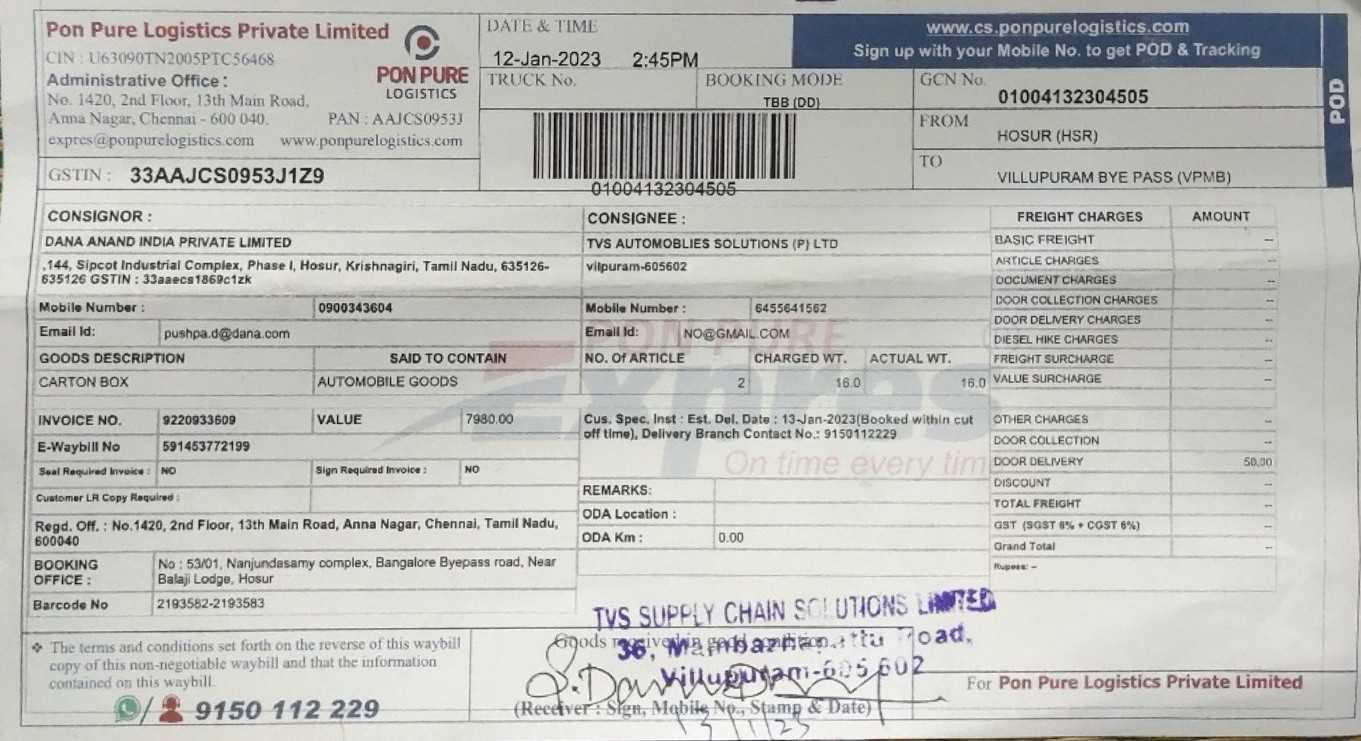 Pon Pure Logistics Private Limited
CIN : U63090TN2005PTC56468
Administrative Office :
No. 1420, 2nd Floor, 13th Main Road,
Anna Nagar, Chennai - 600 040. PAN : AAJCS0953J
expres@ponpurelogistics.com www.ponpurelogistics.com
PON PURE
LOGISTICS
GSTIN : 33AAJCS0953J1Z9
DATE & TIME
12-Jan-2023 2:45PM
www.cs.ponpurelogistics.com
Sign up with your Mobile No. to get POD & Tracking
TRUCK No.
BOOKING MODE
TBB (DD)
GCN No.
01004132304505
FROM
HOSUR (HSR)
TO
VILLUPURAM BYE PASS (VPMB)
01004132304505
POD
CONSIGNOR :
DANA ANAND INDIA PRIVATE LIMITED
,144, Sipcot Industrial Complex, Phase I, Hosur, Krishnagiri, Tamil Nadu, 635126-
635126 GSTIN : 33aaecs1869c1zk
Mobile Number : 0900343604
Email Id: pushpa.d@dana.com
CONSIGNEE :
TVS AUTOMOBLIES SOLUTIONS (P) LTD
vilpuram-605602
Mobile Number : 6455641562
Email Id: NO@GMAIL.COM
GOODS DESCRIPTION SAID TO CONTAIN NO. Of ARTICLE CHARGED WT. ACTUAL WT.
CARTON BOX AUTOMOBILE GOODS 2 16.0 16.0
INVOICE NO. 9220933609 VALUE 7980.00
E-Waybill No 591453772199
Seal Required Invoice : NO Sign Required Invoice : NO
Customer LR Copy Required :
Regd. Off. : No.1420, 2nd Floor, 13th Main Road, Anna Nagar, Chennai, Tamil Nadu,
600040
BOOKING OFFICE : No : 53/01, Nanjundasamy complex, Bangalore Byepass road, Near
Balaji Lodge, Hosur
Barcode No 2193582-2193583
Cus. Spec. Inst : Est. Del. Date : 13-Jan-2023(Booked within cut
off time), Delivery Branch Contact No.: 9150112229
PON PURE
Expres
On time every tim
REMARKS:
ODA Location :
ODA Km : 0.00
FREIGHT CHARGES AMOUNT
BASIC FREIGHT --
ARTICLE CHARGES --
DOCUMENT CHARGES --
DOOR COLLECTION CHARGES --
DOOR DELIVERY CHARGES --
DIESEL HIKE CHARGES --
FREIGHT SURCHARGE --
VALUE SURCHARGE --
OTHER CHARGES --
DOOR COLLECTION --
DOOR DELIVERY 50.00
DISCOUNT --
TOTAL FREIGHT --
GST (SGST 6% + CGST 6%) --
Grand Total --
Rupees: --
❖ The terms and conditions set forth on the reverse of this waybill
copy of this non-negotiable waybill and that the information
contained on this waybill.
9150 112 229
TVS SUPPLY CHAIN SOLUTIONS LIMITED
Goods received in good condition
36, Road,
Villupuram-605 602
(Receiver : Sign, Mobile No., Stamp & Date)
13/1/23
For Pon Pure Logistics Private Limited